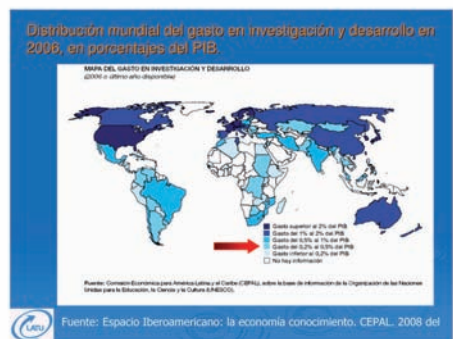 Distribución mundial del gasto en investigación y desarrollo en
2006, en porcentajes del PIB.
MAPA DEL GASTO EN INVESTIGACIÓN Y DESARROLLO
(2006 o último año disponible)
Gasto superior al 2% del PIB
Gasto del 1% al 2% del PIB
Gasto del 0,5% al 1% del PIB
Gasto del 0,2% al 0,5% del PIB
Gasto inferior al 0,2% del PIB
No hay información
Fuente: Comisión Económica para América Latina y el Caribe (CEPAL), sobre la base de información de la Organización de las Naciones
Unidas para la Educación, la Ciencia y la Cultura (UNESCO).
LATU
Fuente: Espacio Iberoamericano: la economía conocimiento. CEPAL. 2008 del